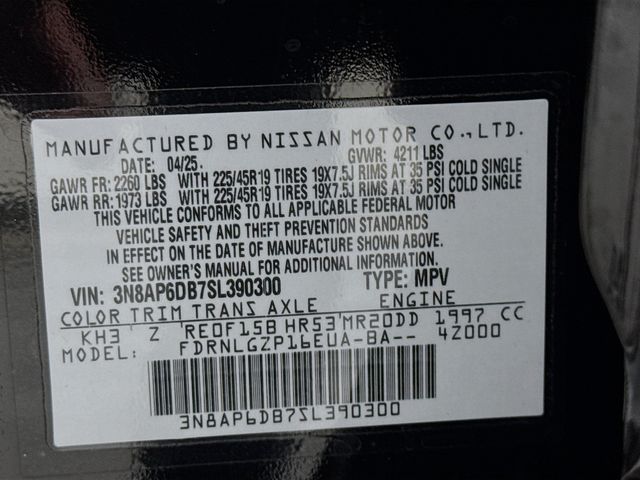 MANUFACTURED BY NISSAN MOTOR CO.,LTD.
DATE: 04/25. GVWR: 4211 LBS
GAWR FR: 2260 LBS WITH 225/45R19 TIRES 19X7.5J RIMS AT 35 PSI COLD SINGLE
GAWR RR: 1973 LBS WITH 225/45R19 TIRES 19X7.5J RIMS AT 35 PSI COLD SINGLE
THIS VEHICLE CONFORMS TO ALL APPLICABLE FEDERAL MOTOR
VEHICLE SAFETY AND THEFT PREVENTION STANDARDS
IN EFFECT ON THE DATE OF MANUFACTURE SHOWN ABOVE.
SEE OWNER'S MANUAL FOR ADDITIONAL INFORMATION.
VIN: 3N8AP6DB7SL390300 TYPE: MPV
COLOR TRIM TRANS AXLE ENGINE
KH3 Z RE0F15B HR53 MR20DD 1997 CC
MODEL: FDRNLGZP16EUA-BA-- 42000
3N8AP6DB7SL390300